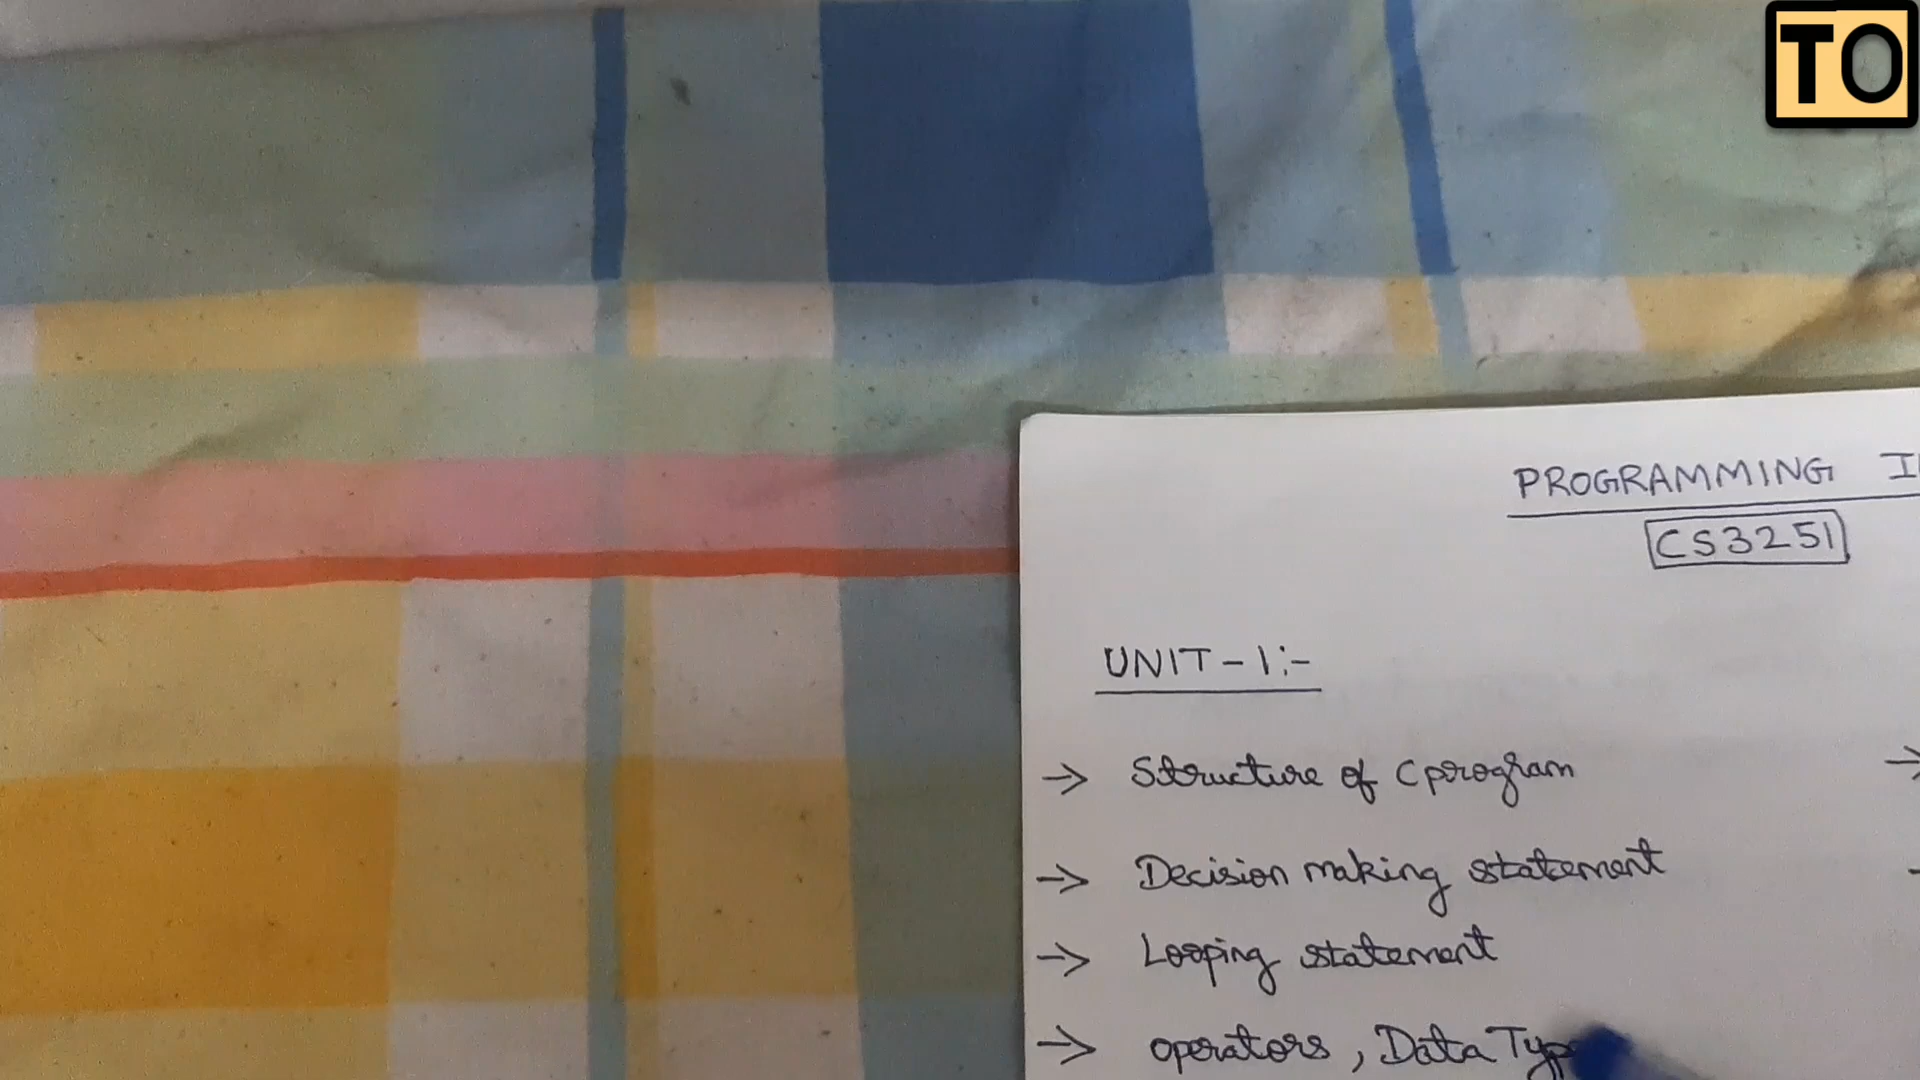 TO
PROGRAMMING
CS3251
UNIT-1:-
→ Structure of C program
→ Decision making statement
→ Looping statement
→ operators, Data